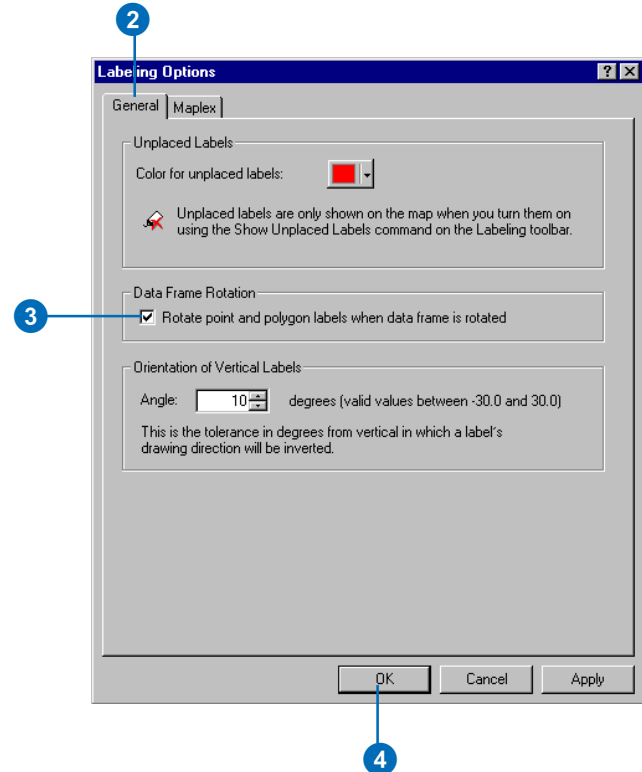 2
Labeling Options
General
Maplex
Unplaced Labels
Color for unplaced labels:
Unplaced labels are only shown on the map when you turn them on
using the Show Unplaced Labels command on the Labeling toolbar.
Data Frame Rotation
3
Rotate point and polygon labels when data frame is rotated
Orientation of Vertical Labels
Angle: 10 degrees (valid values between -30.0 and 30.0)
This is the tolerance in degrees from vertical in which a label's
drawing direction will be inverted.
OK Cancel Apply
4